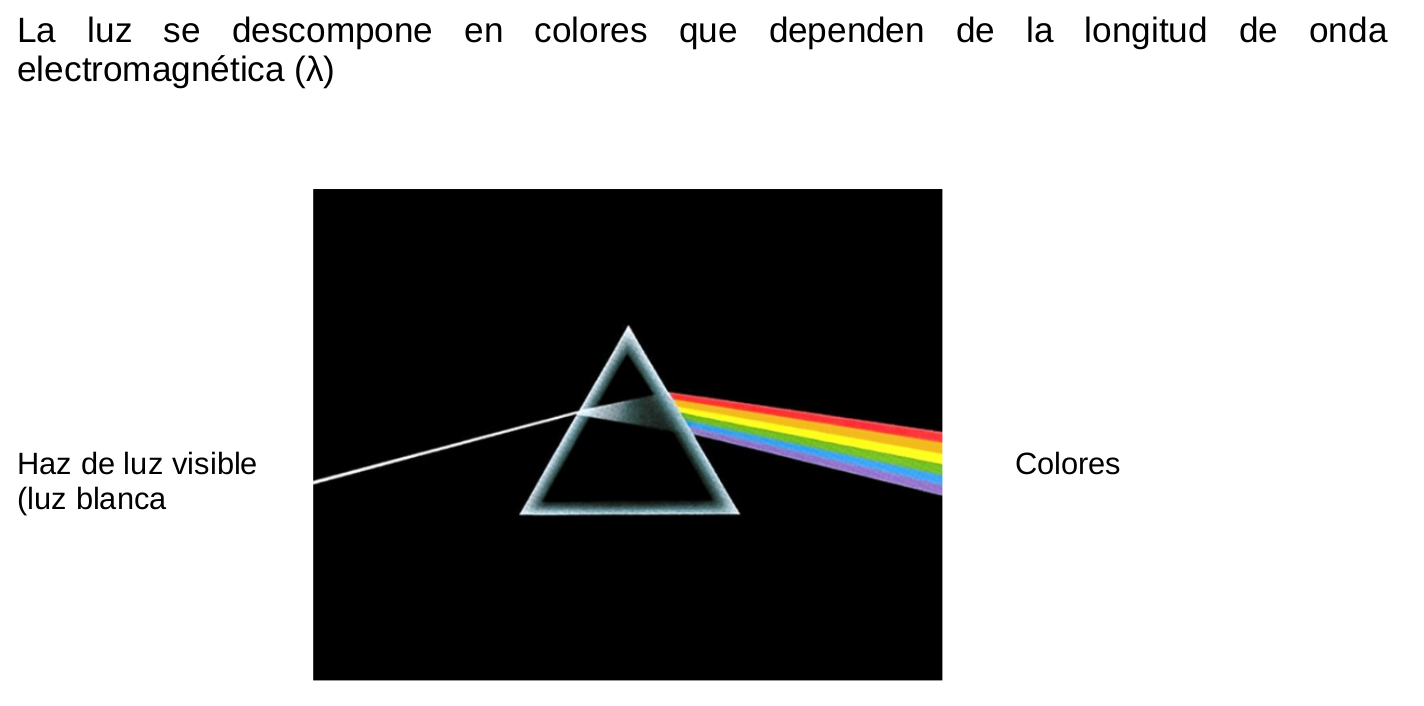 La luz se descompone en colores que dependen de la longitud de onda
electromagnética (λ)
Haz de luz visible
(luz blanca
Colores